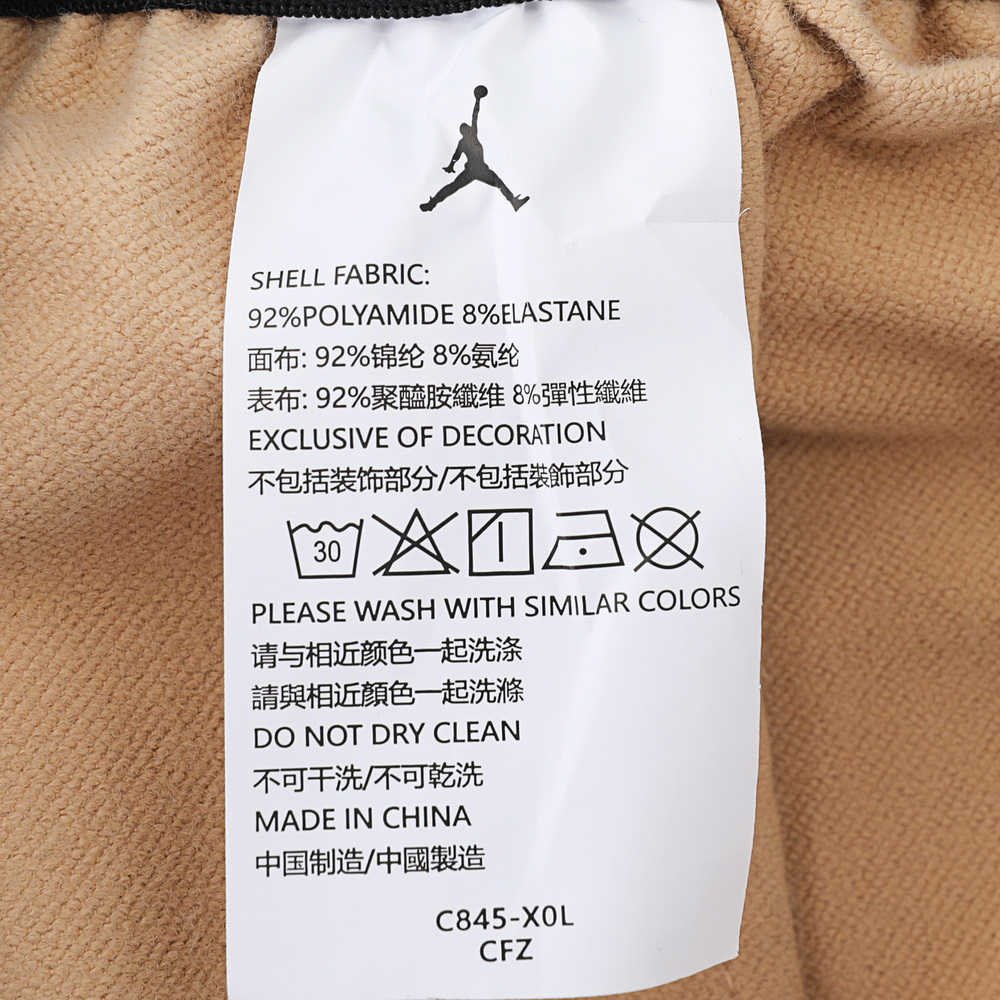 SHELL FABRIC:
92%POLYAMIDE 8%ELASTANE
面布: 92%锦纶 8%氨纶
表布: 92%聚醯胺纖维 8%彈性纖維
EXCLUSIVE OF DECORATION
不包括装饰部分/不包括裝飾部分
30
PLEASE WASH WITH SIMILAR COLORS
请与相近颜色一起洗涤
請與相近顏色一起洗滌
DO NOT DRY CLEAN
不可干洗/不可乾洗
MADE IN CHINA
中国制造/中國製造
C845-X0L
CFZ